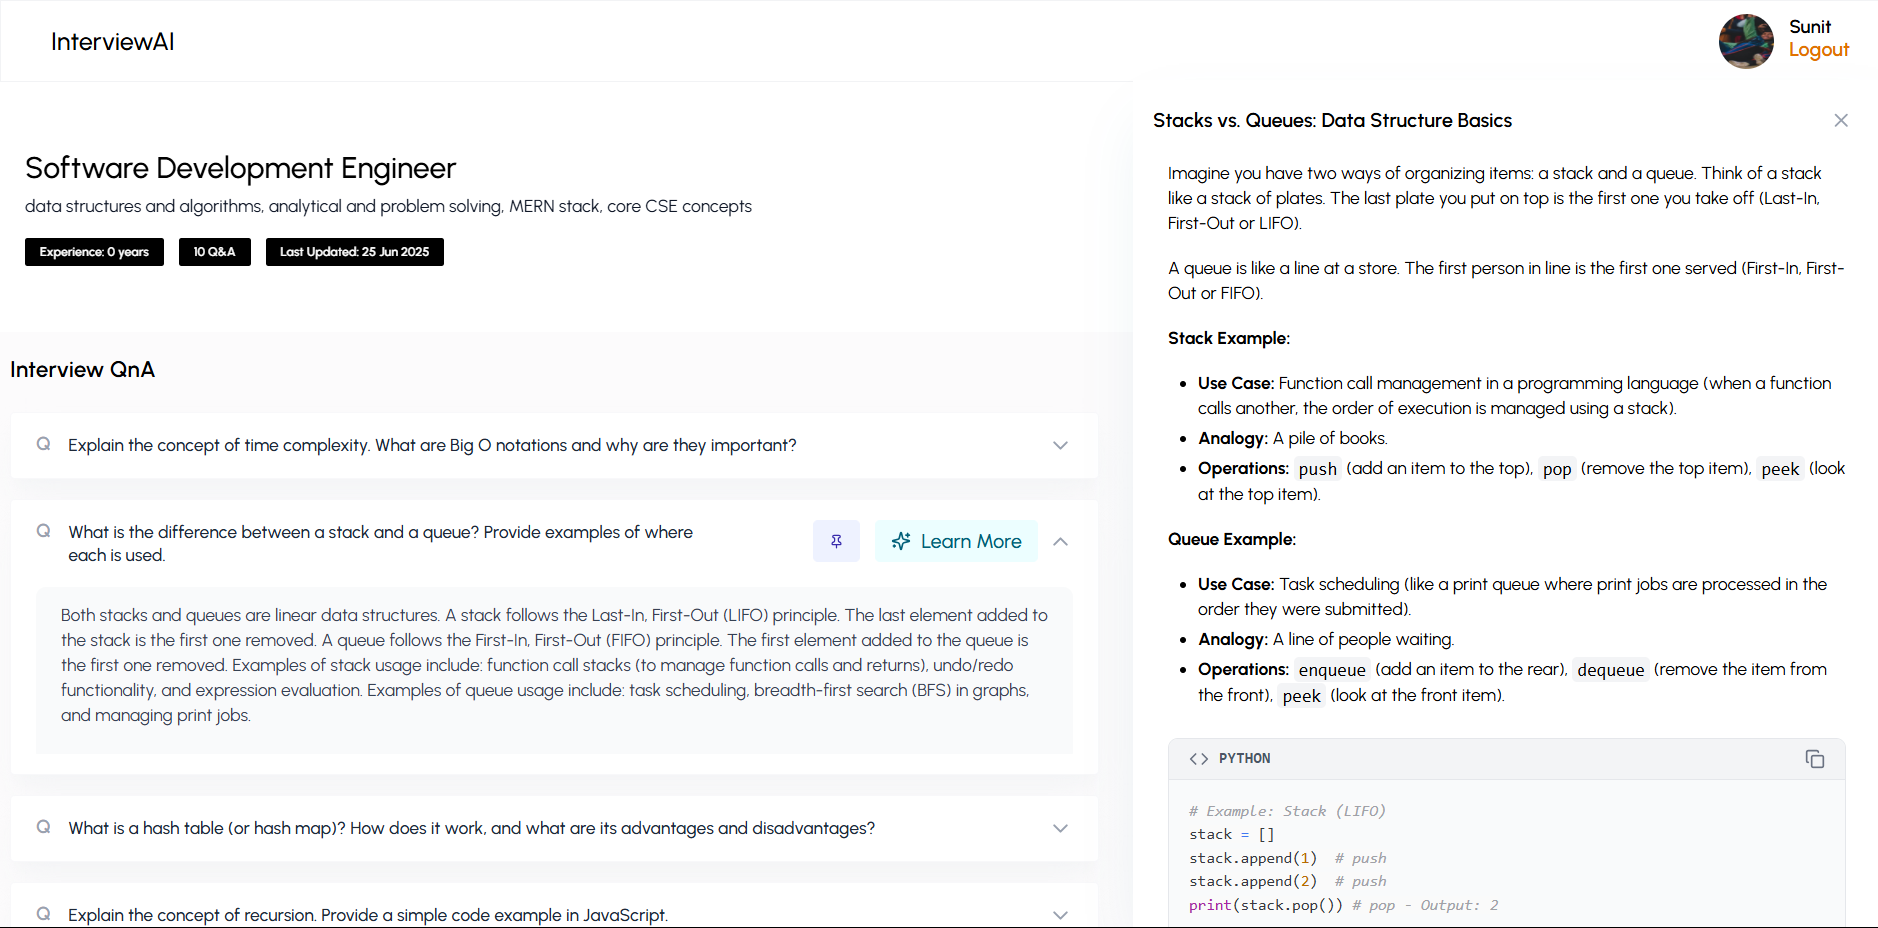 InterviewAI
Sunit
Logout
Software Development Engineer
data structures and algorithms, analytical and problem solving, MERN stack, core CSE concepts
Experience: 0 years
10 Q&A
Last Updated: 25 Jun 2025
Interview QnA
Q Explain the concept of time complexity. What are Big O notations and why are they important?
Q What is the difference between a stack and a queue? Provide examples of where
each is used.
Learn More
Both stacks and queues are linear data structures. A stack follows the Last-In, First-Out (LIFO) principle. The last element added to
the stack is the first one removed. A queue follows the First-In, First-Out (FIFO) principle. The first element added to the queue is
the first one removed. Examples of stack usage include: function call stacks (to manage function calls and returns), undo/redo
functionality, and expression evaluation. Examples of queue usage include: task scheduling, breadth-first search (BFS) in graphs,
and managing print jobs.
Q What is a hash table (or hash map)? How does it work, and what are its advantages and disadvantages?
Q Explain the concept of recursion. Provide a simple code example in JavaScript.
Stacks vs. Queues: Data Structure Basics
Imagine you have two ways of organizing items: a stack and a queue. Think of a stack
like a stack of plates. The last plate you put on top is the first one you take off (Last-In,
First-Out or LIFO).
A queue is like a line at a store. The first person in line is the first one served (First-In, First-
Out or FIFO).
Stack Example:
• Use Case: Function call management in a programming language (when a function
calls another, the order of execution is managed using a stack).
• Analogy: A pile of books.
• Operations: push (add an item to the top), pop (remove the top item), peek (look
at the top item).
Queue Example:
• Use Case: Task scheduling (like a print queue where print jobs are processed in the
order they were submitted).
• Analogy: A line of people waiting.
• Operations: enqueue (add an item to the rear), dequeue (remove the item from
the front), peek (look at the front item).
<> PYTHON
# Example: Stack (LIFO)
stack = []
stack.append(1)  # push
stack.append(2)  # push
print(stack.pop()) # pop - Output: 2